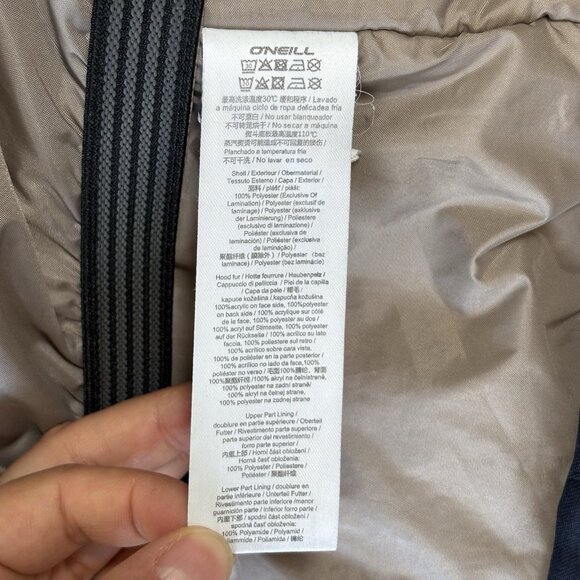 O'NEILL
最高洗涤温度30℃ 缓和程序 / Lavado
a máquina ciclo de ropa delicadea fria
不可漂白 / No usar blanqueador
不可转笼烘干 / No secar a máquina
熨斗底板最高温度110℃
蒸汽熨烫可能造成不可回复的损伤
/ Planchado a temperatura fria
不可干洗 / No lavar en seco
Shell / Exterieur / Obermaterial /
Tessuto Esterno / Capa / Exterior /
面料 / plášť / plášť:
100% Polyester (Exclusive Of
Lamination) / Polyester (exclusif de
laminage) / Polyester (exklusive
der Laminierung) / Poliestere
(esclusivo di laminazione) /
Poliéster (exclusiva de
laminación) / Poliéster (exclusiva
de laminação) /
聚酯纤维 (膜除外) / Polyester (bez
laminace) / Polyester (bez laminácie)
Hood fur / Hotte fourrure / Haubenpelz /
Cappuccio di pelliccia / Piel de la capilla
/ Capa da pele / 帽毛 /
kapuce kožešina / kapucňa kožešina
100%acrylic on face side,100%polyester
on back side / 100% acrylique sur côté
de la face, 100% polyester au dos /
100% acryl auf Stirnseite, 100% polyester
auf der Rückseite / 100% acrilico su lato
faccia, 100% poliestere sul retro /
100% acrílico sobre cara vista,
100% de poliéster en la parte posterior /
100% acrílico no lado da face, 100%
poliéster no verso / 毛面100%腈纶, 背面
100%聚酯纤维 / 100% akryl na čelnístraně,
100% polyester na zadní straně/
100% akryl na čelnej strane,
100% polyester na zadnej strane.
Upper Part Lining /
doublure en partie supérieure / Oberteil
Futter / Rivestimento parte superiore /
parte superior del revestimiento /
forro parte superior /
内里上部 / Horní část obložení /
Horná časť obloženia:
100% Polyester / Poliestere /
Poliéster / 聚酯纤维
Lower Part Lining / doublure en
partie inférieure / Unterteil Futter /
Rivestimento parte inferiore / menor
guarnición parte / inferior forro parte /
内里下部 / spodní část obložení /
spodná časť obloženia:
100% Polyamide / Polyamid /
Poliammide / Poliamida / 锦纶